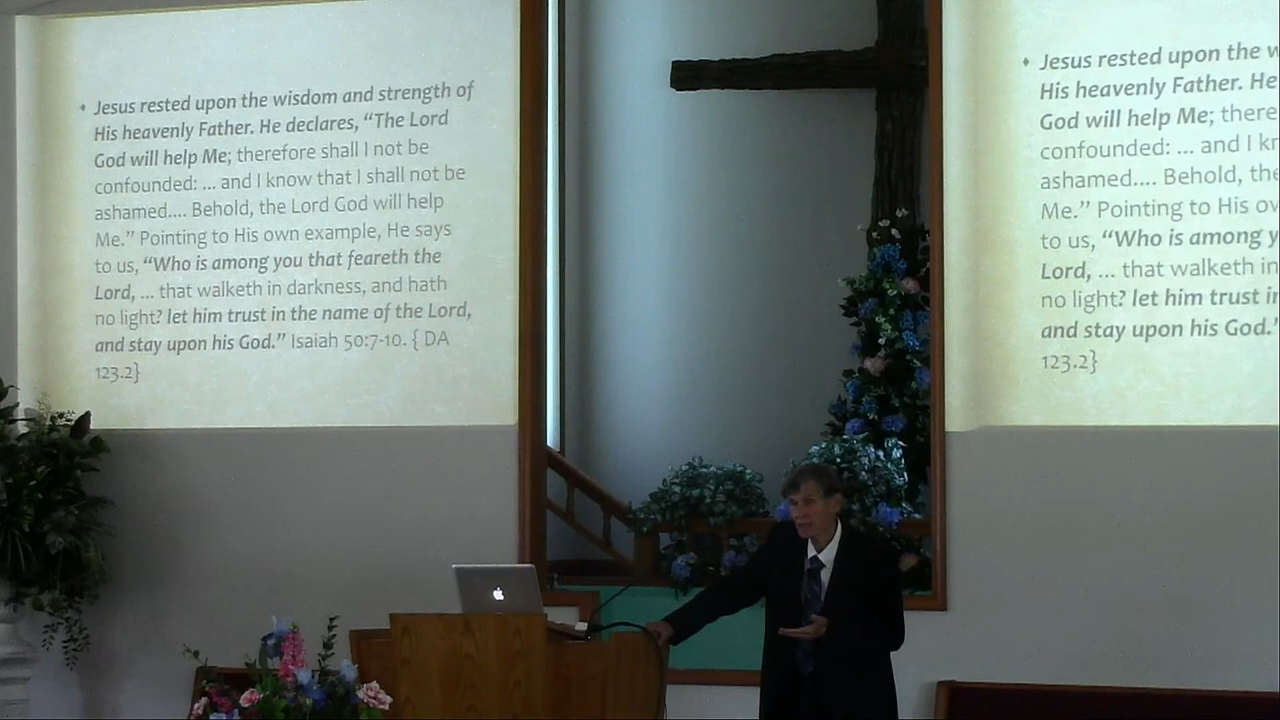 • Jesus rested upon the wisdom and strength of
His heavenly Father. He declares, “The Lord
God will help Me; therefore shall I not be
confounded: ... and I know that I shall not be
ashamed.... Behold, the Lord God will help
Me.” Pointing to His own example, He says
to us, “Who is among you that feareth the
Lord, ... that walketh in darkness, and hath
no light? let him trust in the name of the Lord,
and stay upon his God.” Isaiah 50:7-10. { DA
123.2}
• Jesus rested upon the
His heavenly Father. He
God will help Me; there
confounded: ... and I
ashamed.... Behold, the
Me.” Pointing to His
to us, “Who is among
Lord, ... that walketh in
no light? let him trust
and stay upon his God.”
123.2}